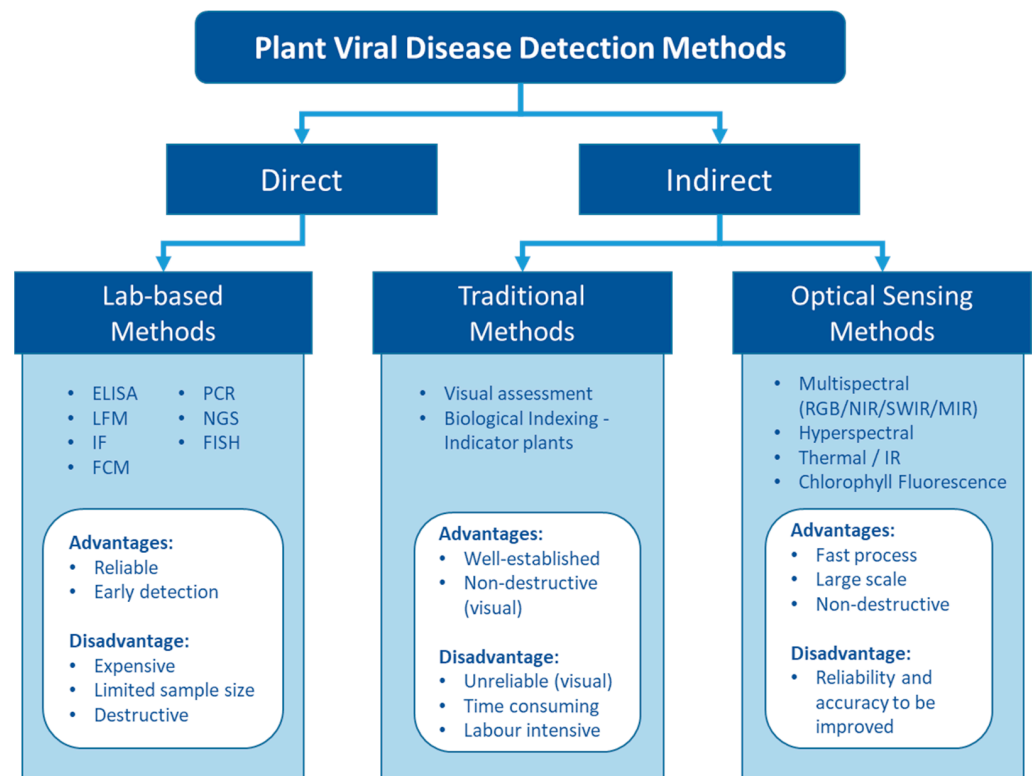 Plant Viral Disease Detection Methods
Direct
Indirect
Lab-based
Methods
• ELISA
• LFM
• IF
• FCM
• PCR
• NGS
• FISH
Advantages:
• Reliable
• Early detection
Disadvantage:
• Expensive
• Limited sample size
• Destructive
Traditional
Methods
• Visual assessment
• Biological Indexing -
Indicator plants
Advantages:
• Well-established
• Non-destructive
(visual)
Disadvantage:
• Unreliable (visual)
• Time consuming
• Labour intensive
Optical Sensing
Methods
• Multispectral
(RGB/NIR/SWIR/MIR)
• Hyperspectral
• Thermal / IR
• Chlorophyll Fluorescence
Advantages:
• Fast process
• Large scale
• Non-destructive
Disadvantage:
• Reliability and
accuracy to be
improved